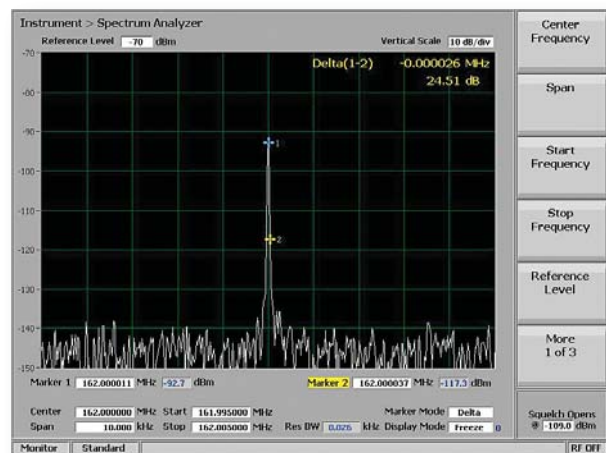 Instrument > Spectrum Analyzer
Reference Level -70 dBm Vertical Scale 10 dB/div
Delta(1-2) -0.000026 MHz
24.51 dB
-70
-80
-90
-100
-110
-120
-130
-140
-150
1
2
Marker 1 162.000011 MHz -92.7 dBm Marker 2 162.000037 MHz -117.3 dBm
Center 162.000000 MHz Start 161.995000 MHz Marker Mode Delta
Span 10.000 kHz Stop 162.005000 MHz Res BW 0.026 kHz Display Mode Freeze 0
Monitor Standard RF OFF
Center
Frequency
Span
Start
Frequency
Stop
Frequency
Reference
Level
More
1 of 3
Squelch Opens
@ -109.0 dBm